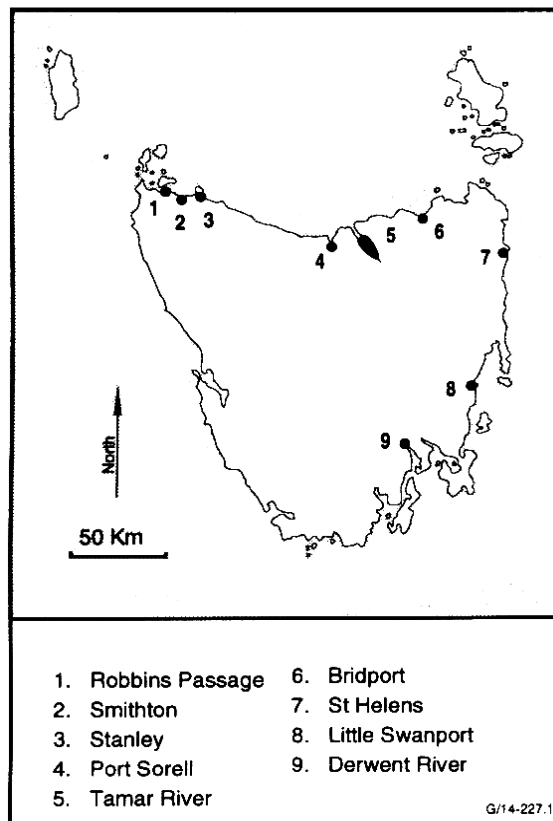 1
2
3
4
5
6
7
8
9
North
50 Km
1. Robbins Passage
2. Smithton
3. Stanley
4. Port Sorell
5. Tamar River
6. Bridport
7. St Helens
8. Little Swanport
9. Derwent River
G/14-227.1